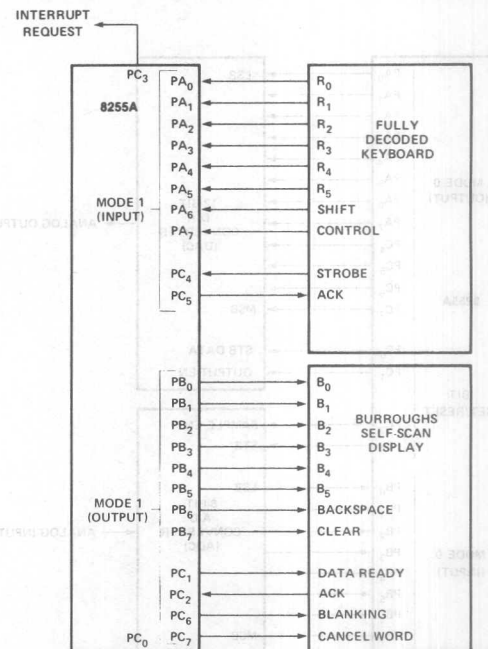 INTERRUPT
REQUEST
PC3
8255A
MODE 1
(INPUT)
PA0 R0
PA1 R1
PA2 R2
PA3 R3
PA4 R4
PA5 R5
PA6 SHIFT
PA7 CONTROL
PC4 STROBE
PC5 ACK
FULLY
DECODED
KEYBOARD
MODE 1
(OUTPUT)
PB0 B0
PB1 B1
PB2 B2
PB3 B3
PB4 B4
PB5 B5
PB6 BACKSPACE
PB7 CLEAR
BURROUGHS
SELF-SCAN
DISPLAY
PC1 DATA READY
PC2 ACK
PC6 BLANKING
PC0 PC7 CANCEL WORD